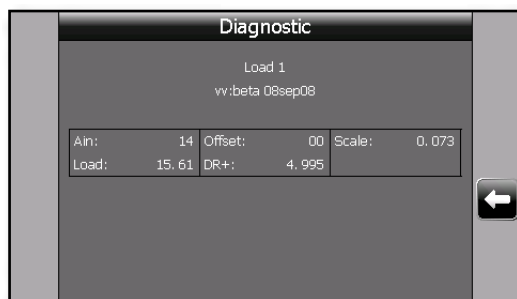 Diagnostic
Load 1
vv:beta 08sep08
Ain: 14 Offset: 00 Scale: 0.073
Load: 15.61 DR+: 4.995